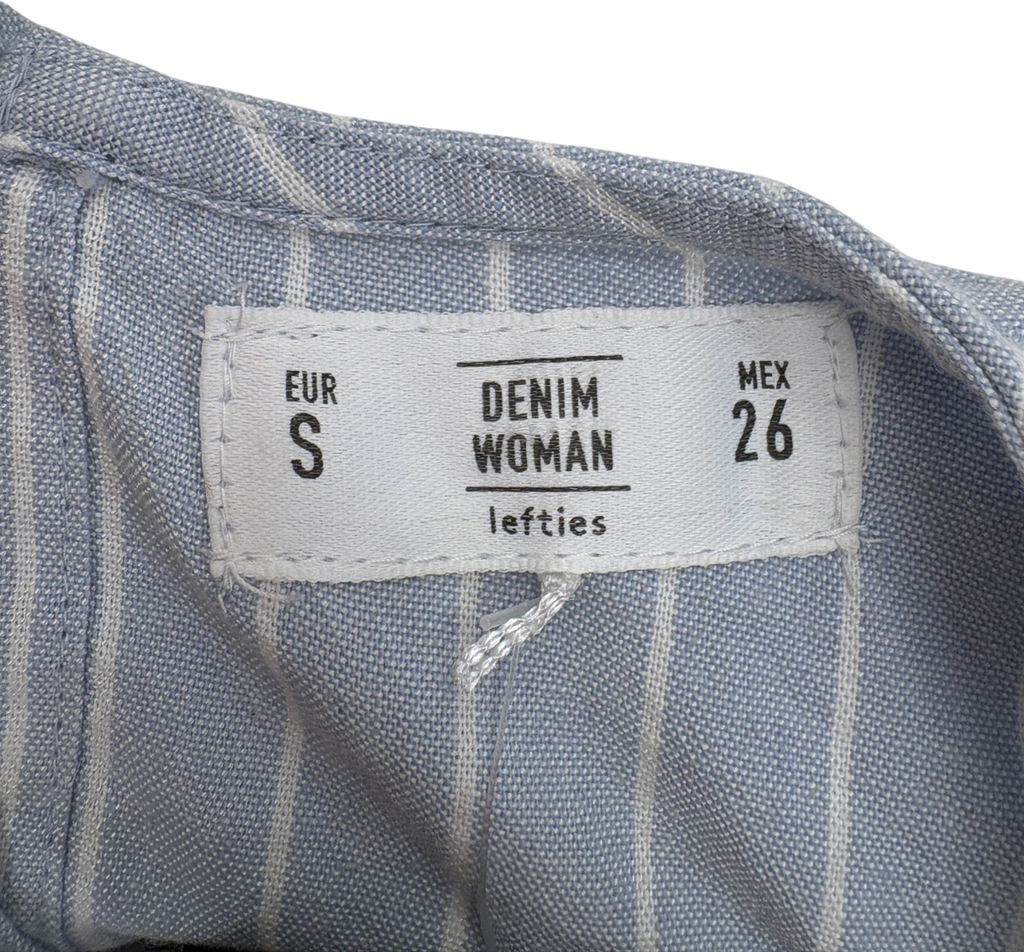 EUR
S
DENIM
WOMAN
lefties
MEX
26